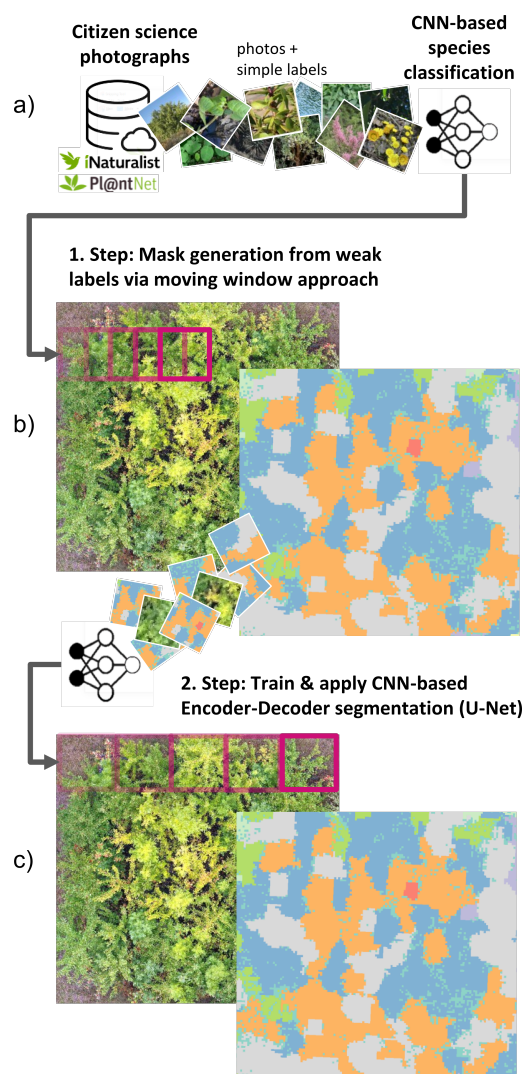 Citizen science
photographs
photos +
simple labels
CNN-based
species
classification
a)
iNaturalist
Pl@ntNet
1. Step: Mask generation from weak
labels via moving window approach
b)
2. Step: Train & apply CNN-based
Encoder-Decoder segmentation (U-Net)
c)